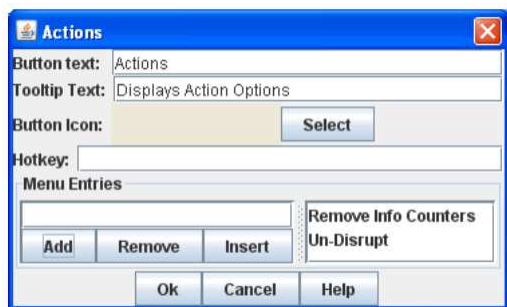 Actions
Button text: Actions
Tooltip Text: Displays Action Options
Button Icon: Select
Hotkey:
Menu Entries
Remove Info Counters
Un-Disrupt
Add Remove Insert
Ok Cancel Help